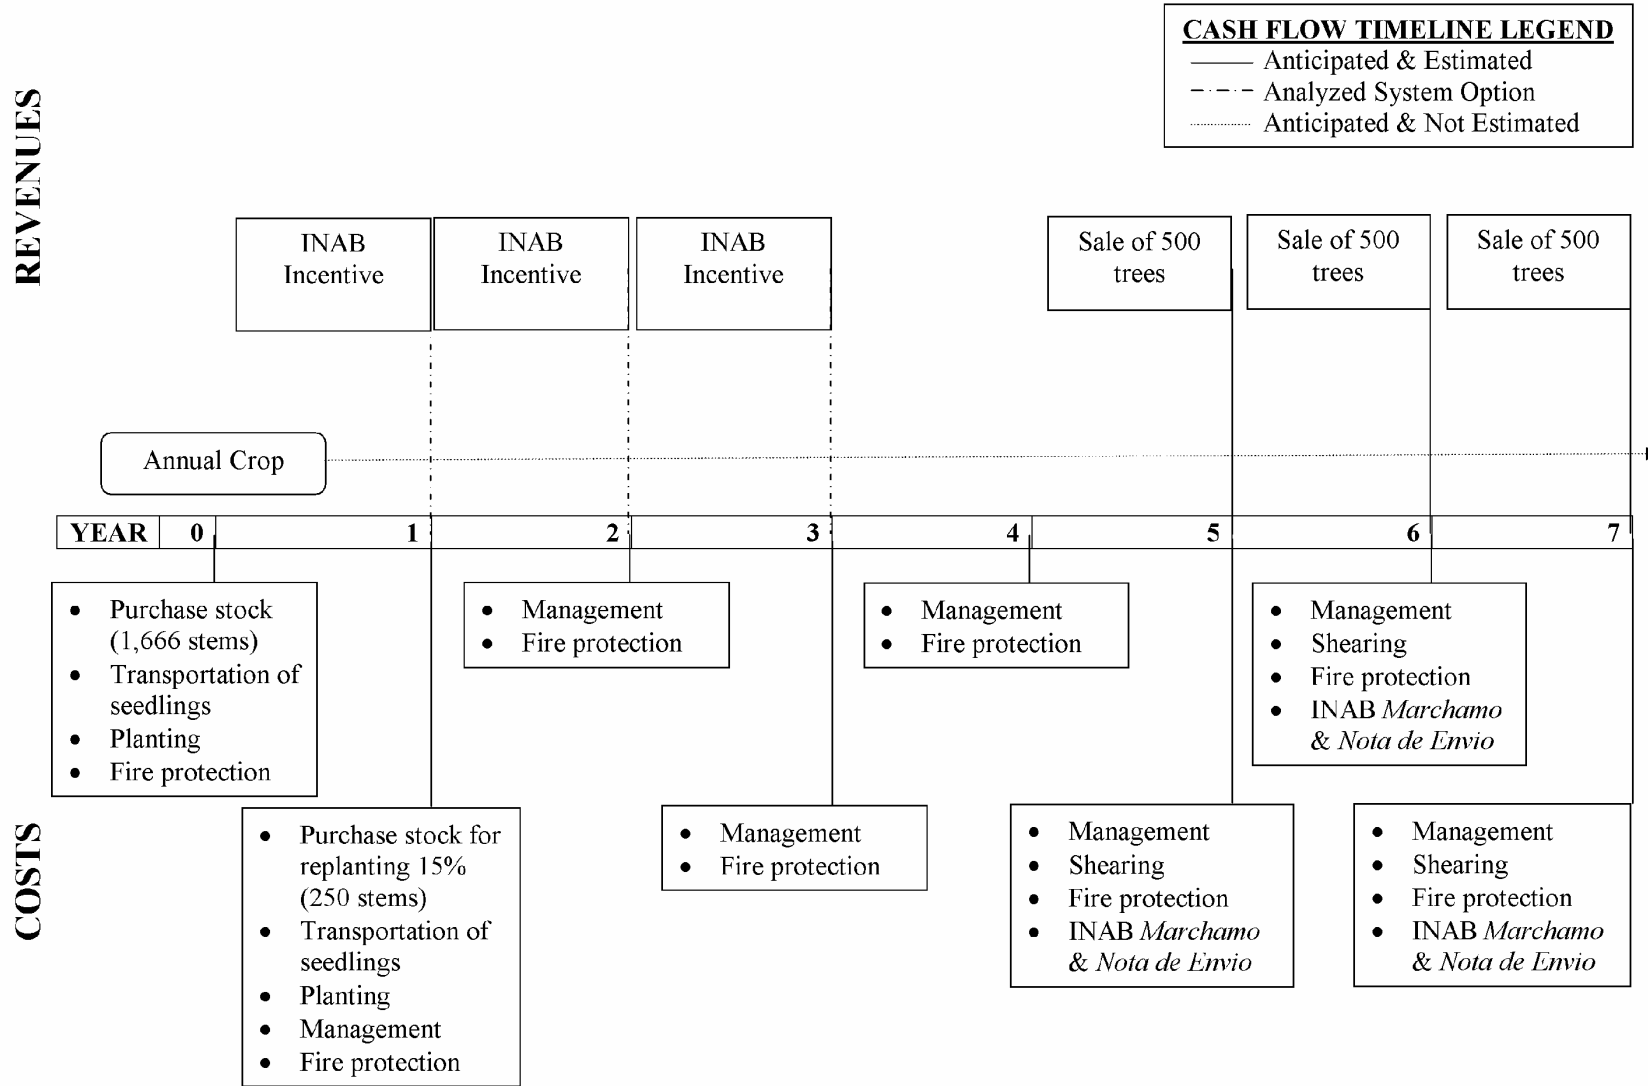 CASH FLOW TIMELINE LEGEND
Anticipated & Estimated
Analyzed System Option
Anticipated & Not Estimated
REVENUES
INAB
Incentive
INAB
Incentive
INAB
Incentive
Sale of 500
trees
Sale of 500
trees
Sale of 500
trees
Annual Crop
YEAR 0 1 2 3 4 5 6 7
COSTS
• Purchase stock
(1,666 stems)
• Transportation of
seedlings
• Planting
• Fire protection
• Purchase stock for
replanting 15%
(250 stems)
• Transportation of
seedlings
• Planting
• Management
• Fire protection
• Management
• Fire protection
• Management
• Fire protection
• Management
• Fire protection
• Management
• Shearing
• Fire protection
• INAB Marchamo
& Nota de Envio
• Management
• Shearing
• Fire protection
• INAB Marchamo
& Nota de Envio
• Management
• Shearing
• Fire protection
• INAB Marchamo
& Nota de Envio